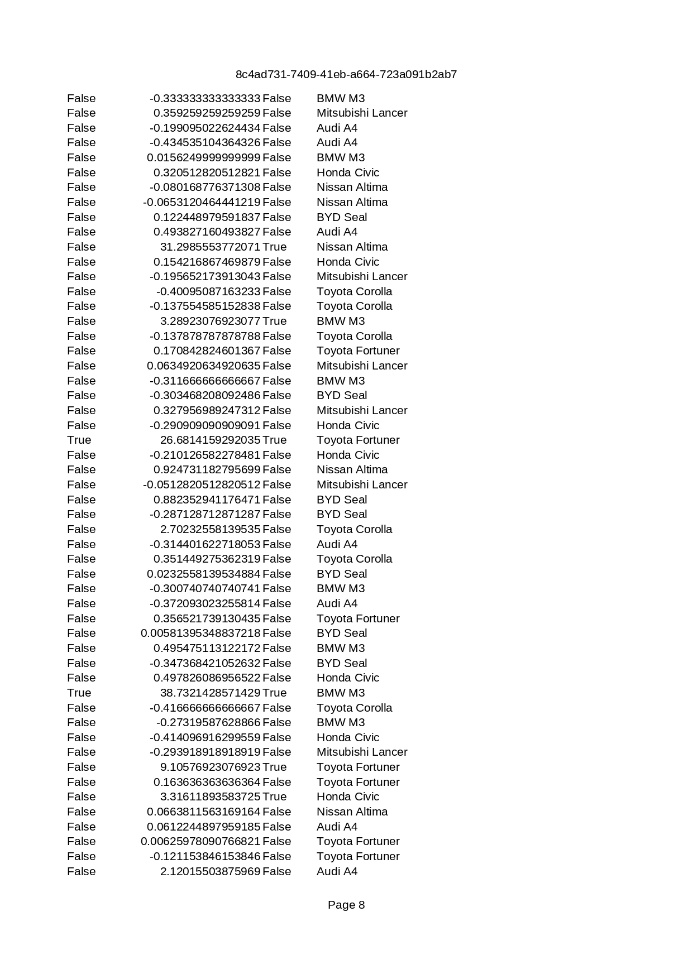 8c4ad731-7409-41eb-a664-723a091b2ab7
False -0.333333333333333 False BMW M3
False 0.359259259259259 False Mitsubishi Lancer
False -0.199095022624434 False Audi A4
False -0.434535104364326 False Audi A4
False 0.0156249999999999 False BMW M3
False 0.320512820512821 False Honda Civic
False -0.080168776371308 False Nissan Altima
False -0.0653120464441219 False Nissan Altima
False 0.122448979591837 False BYD Seal
False 0.493827160493827 False Audi A4
False 31.2985553772071 True Nissan Altima
False 0.154216867469879 False Honda Civic
False -0.195652173913043 False Mitsubishi Lancer
False -0.40095087163233 False Toyota Corolla
False -0.137554585152838 False Toyota Corolla
False 3.28923076923077 True BMW M3
False -0.137878787878788 False Toyota Corolla
False 0.170842824601367 False Toyota Fortuner
False 0.0634920634920635 False Mitsubishi Lancer
False -0.311666666666667 False BMW M3
False -0.303468208092486 False BYD Seal
False 0.327956989247312 False Mitsubishi Lancer
False -0.290909090909091 False Honda Civic
True 26.6814159292035 True Toyota Fortuner
False -0.210126582278481 False Honda Civic
False 0.924731182795699 False Nissan Altima
False -0.0512820512820512 False Mitsubishi Lancer
False 0.882352941176471 False BYD Seal
False -0.287128712871287 False BYD Seal
False 2.70232558139535 False Toyota Corolla
False -0.314401622718053 False Audi A4
False 0.351449275362319 False Toyota Corolla
False 0.0232558139534884 False BYD Seal
False -0.300740740740741 False BMW M3
False -0.372093023255814 False Audi A4
False 0.356521739130435 False Toyota Fortuner
False 0.00581395348837218 False BYD Seal
False 0.495475113122172 False BMW M3
False -0.347368421052632 False BYD Seal
False 0.497826086956522 False Honda Civic
True 38.7321428571429 True BMW M3
False -0.416666666666667 False Toyota Corolla
False -0.27319587628866 False BMW M3
False -0.414096916299559 False Honda Civic
False -0.293918918918919 False Mitsubishi Lancer
False 9.10576923076923 True Toyota Fortuner
False 0.163636363636364 False Toyota Fortuner
False 3.31611893583725 True Honda Civic
False 0.0663811563169164 False Nissan Altima
False 0.0612244897959185 False Audi A4
False 0.00625978090766821 False Toyota Fortuner
False -0.121153846153846 False Toyota Fortuner
False 2.12015503875969 False Audi A4
Page 8